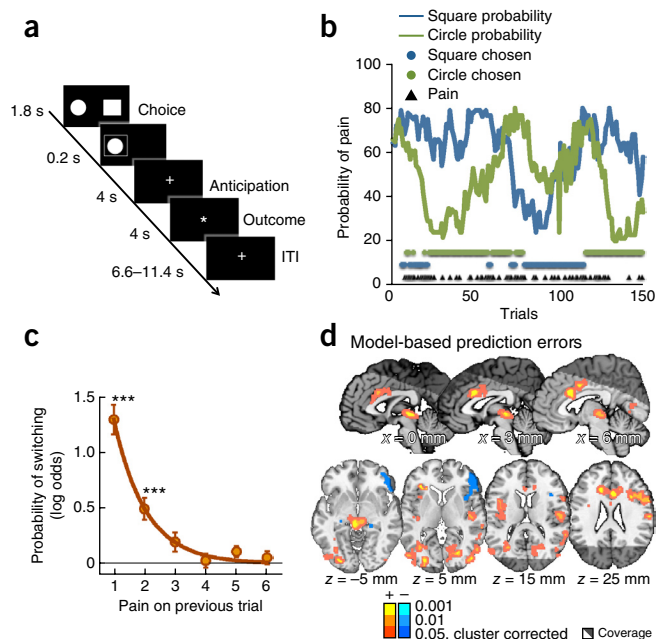 a
1.8 s
Choice
0.2 s
+
Anticipation
4 s
*
Outcome
4 s
+
ITI
6.6–11.4 s
b
Square probability
Circle probability
Square chosen
Circle chosen
Pain
Probability of pain
100
80
60
40
20
0
0 50 100 150
Trials
c
Probability of switching
(log odds)
1.5
1.0
0.5
0
***
***
1 2 3 4 5 6
Pain on previous trial
d
Model-based prediction errors
x = 0 mm x = 3 mm x = 6 mm
z = −5 mm z = 5 mm z = 15 mm z = 25 mm
+ −
0.001
0.01
0.05, cluster corrected
Coverage